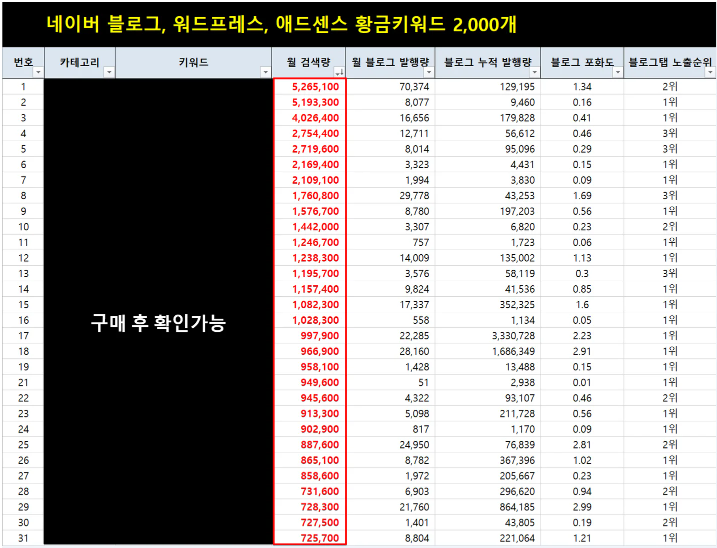 네이버 블로그, 워드프레스, 애드센스 황금키워드 2,000개
번호 카테고리 키워드 월 검색량 월 블로그 발행량 블로그 누적 발행량 블로그 포화도 블로그탭 노출순위
1 5,265,100 70,374 129,195 1.34 2위
2 5,193,300 8,077 9,460 0.16 1위
3 4,026,400 16,656 179,828 0.41 1위
4 2,754,400 12,711 56,612 0.46 3위
5 2,719,600 8,014 95,096 0.29 3위
6 2,169,400 3,323 4,431 0.15 1위
7 2,109,100 1,994 3,830 0.09 1위
8 1,760,800 29,778 43,253 1.69 3위
9 1,576,700 8,780 197,203 0.56 1위
10 1,442,000 3,307 6,820 0.23 2위
11 1,246,700 757 1,723 0.06 1위
12 1,238,300 14,009 135,002 1.13 1위
13 1,195,700 3,576 58,119 0.3 3위
14 1,157,400 9,824 41,536 0.85 1위
15 1,082,300 17,337 352,325 1.6 1위
16 1,028,300 558 1,134 0.05 1위
구매 후 확인가능
17 997,900 22,285 3,330,728 2.23 1위
18 966,900 28,160 1,686,349 2.91 1위
19 958,100 1,428 13,488 0.15 1위
21 949,600 51 2,938 0.01 1위
22 945,600 4,322 93,107 0.46 2위
23 913,300 5,098 211,728 0.56 1위
24 902,900 817 1,170 0.09 1위
25 887,600 24,950 76,839 2.81 2위
26 865,100 8,782 367,396 1.02 1위
27 858,600 1,972 205,667 0.23 1위
28 731,600 6,903 296,620 0.94 2위
29 728,300 21,760 864,185 2.99 1위
30 727,500 1,401 43,805 0.19 2위
31 725,700 8,804 221,064 1.21 1위